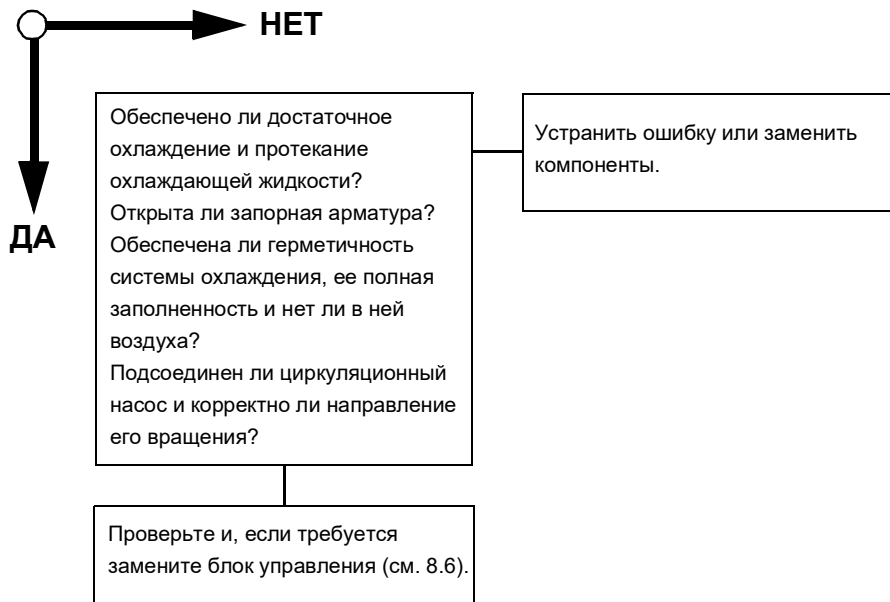 НЕТ
ДА
Обеспечено ли достаточное
охлаждение и протекание
охлаждающей жидкости?
Открыта ли запорная арматура?
Обеспечена ли герметичность
системы охлаждения, ее полная
заполненность и нет ли в ней
воздуха?
Подсоединен ли циркуляционный
насос и корректно ли направление
его вращения?
Устранить ошибку или заменить
компоненты.
Проверьте и, если требуется
замените блок управления (см. 8.6).